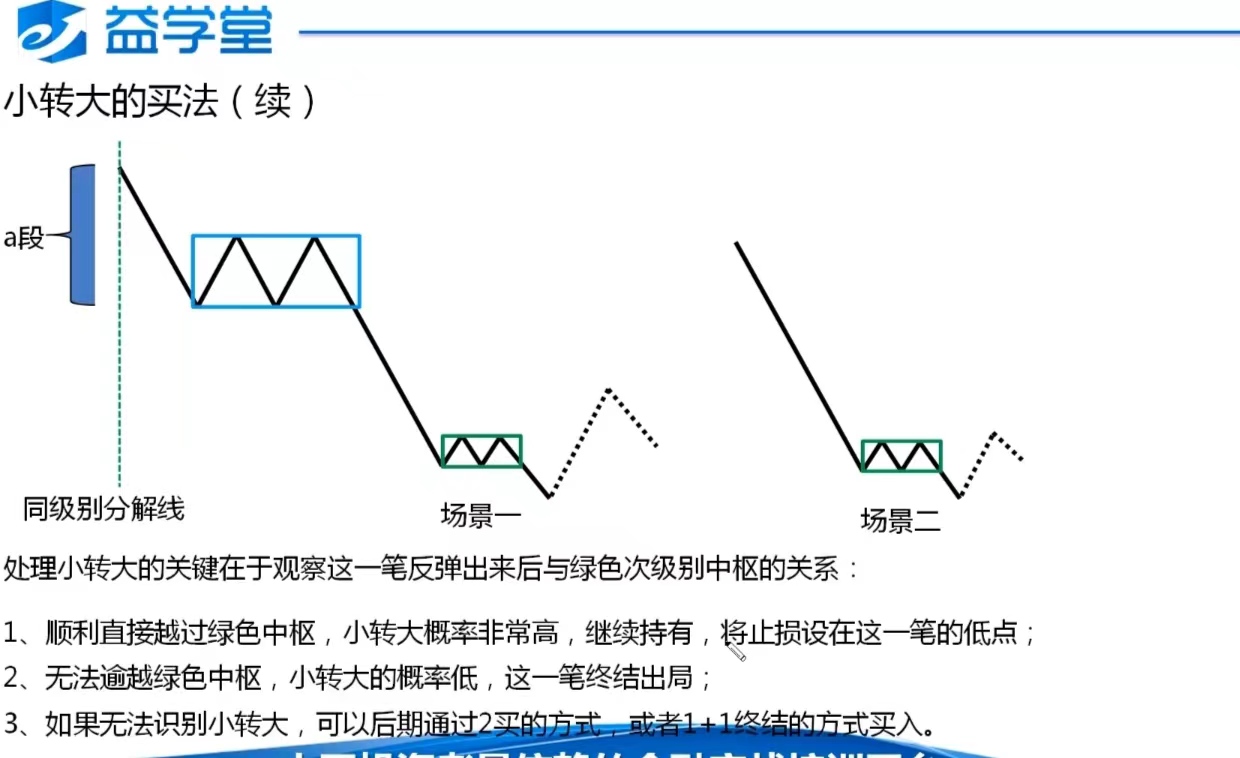 益学堂
小转大的买法（续）
a段
同级别分解线
场景一
场景二
处理小转大的关键在于观察这一笔反弹出来后与绿色次级别中枢的关系：
1、顺利直接越过绿色中枢，小转大概率非常高，继续持有，将止损设在这一笔的低点；
2、无法逾越绿色中枢，小转大的概率低，这一笔终结出局；
3、如果无法识别小转大，可以后期通过2买的方式，或者1+1终结的方式买入。